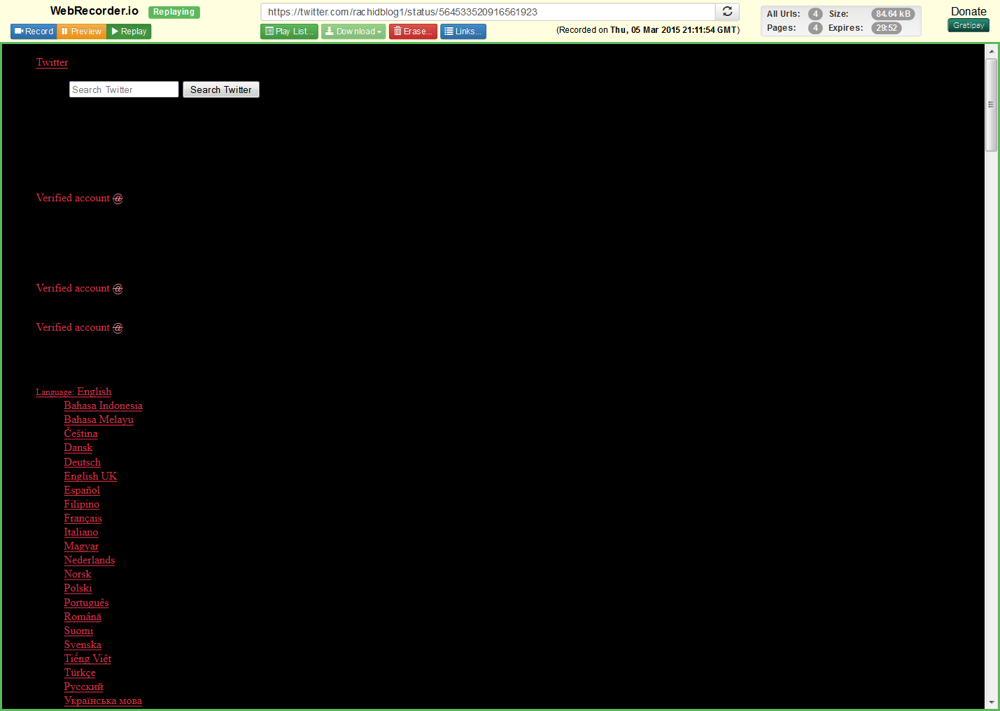 WebRecorder.io Replaying
https://twitter.com/rachidblog1/status/564533520916561923
All Urls: 4 Size: 84.64 kB
Donate
Record Preview Replay
Play List... Download Erase... Links...
(Recorded on Thu, 05 Mar 2015 21:11:54 GMT)
Pages: 4 Expires: 29:52
Gratipay
Twitter
Search Twitter Search Twitter
Verified account @
Verified account @
Verified account @
Language: English
Bahasa Indonesia
Bahasa Melayu
Čeština
Dansk
Deutsch
English UK
Español
Filipino
Français
Italiano
Magyar
Nederlands
Norsk
Polski
Português
Română
Suomi
Svenska
Tiếng Việt
Türkçe
Русский
Українська мова